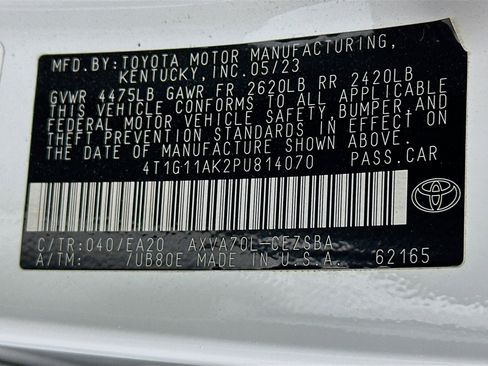 MFD.BY:TOYOTA MOTOR MANUFACTURING,
KENTUCKY, INC.05/23
GVWR 4475LB GAWR FR 2620LB RR 2420LB
THIS VEHICLE CONFORMS TO ALL APPLICABLE
FEDERAL MOTOR VEHICLE SAFETY,BUMPER,AND
THEFT PREVENTION STANDARDS IN EFFECT ON
THE DATE OF MANUFACTURE SHOWN ABOVE.
4T1G11AK2PU814070 PASS.CAR
C/TR:040/EA20 AXVA70L-CEZSBA
A/TM: /UB80E MADE IN U.S.A. 62165